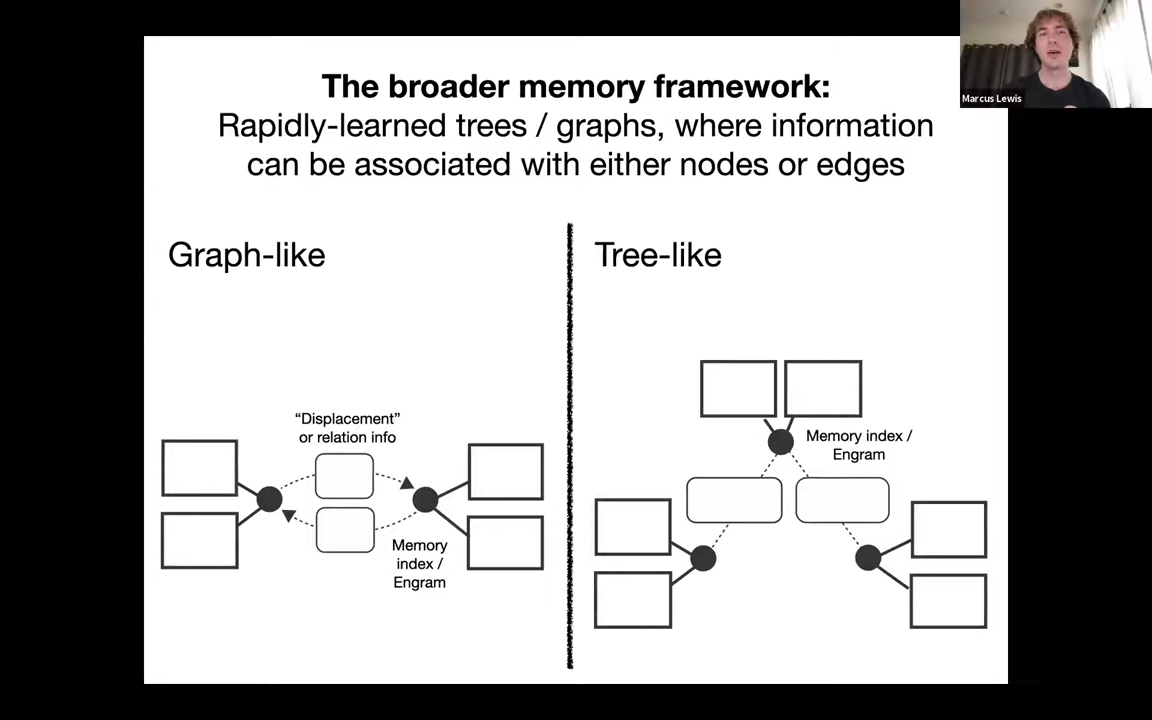 The broader memory framework:
Rapidly-learned trees / graphs, where information
can be associated with either nodes or edges
Marcus Lewis
Graph-like
Tree-like
“Displacement”
or relation info
Memory
index /
Engram
Memory index /
Engram